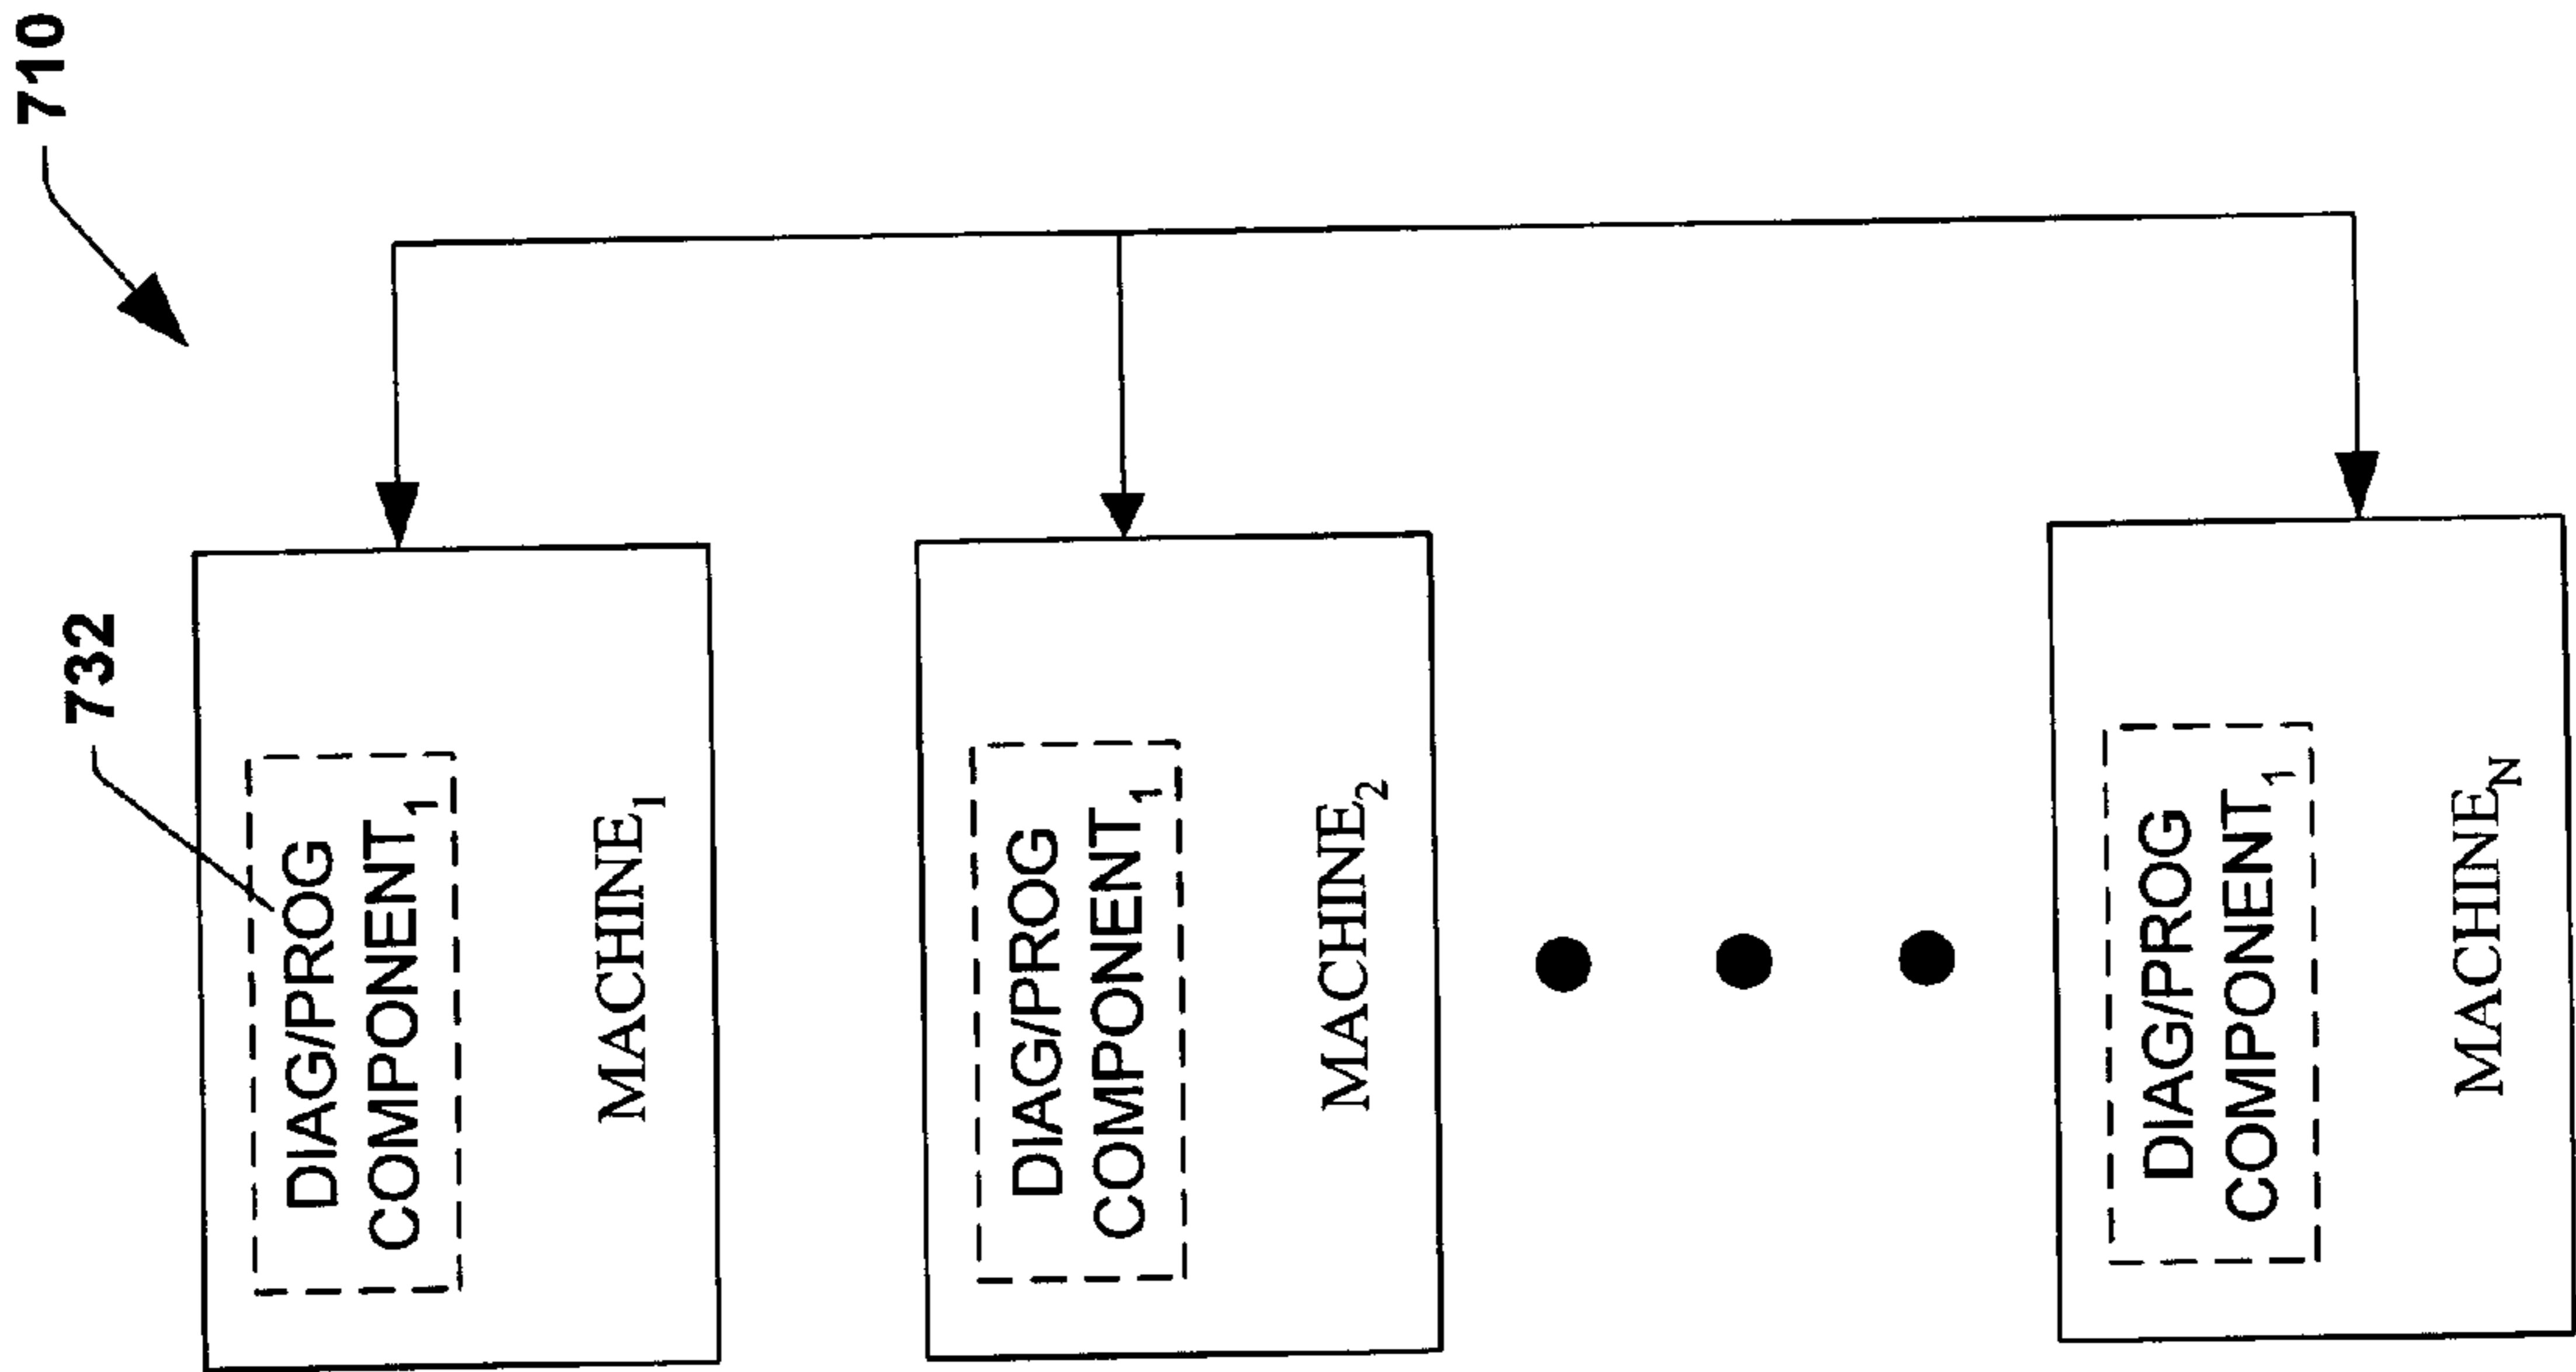 710
732
DIAG/PROG
COMPONENT1
MACHINE1
DIAG/PROG
COMPONENT1
MACHINE2
DIAG/PROG
COMPONENT1
MACHINEN